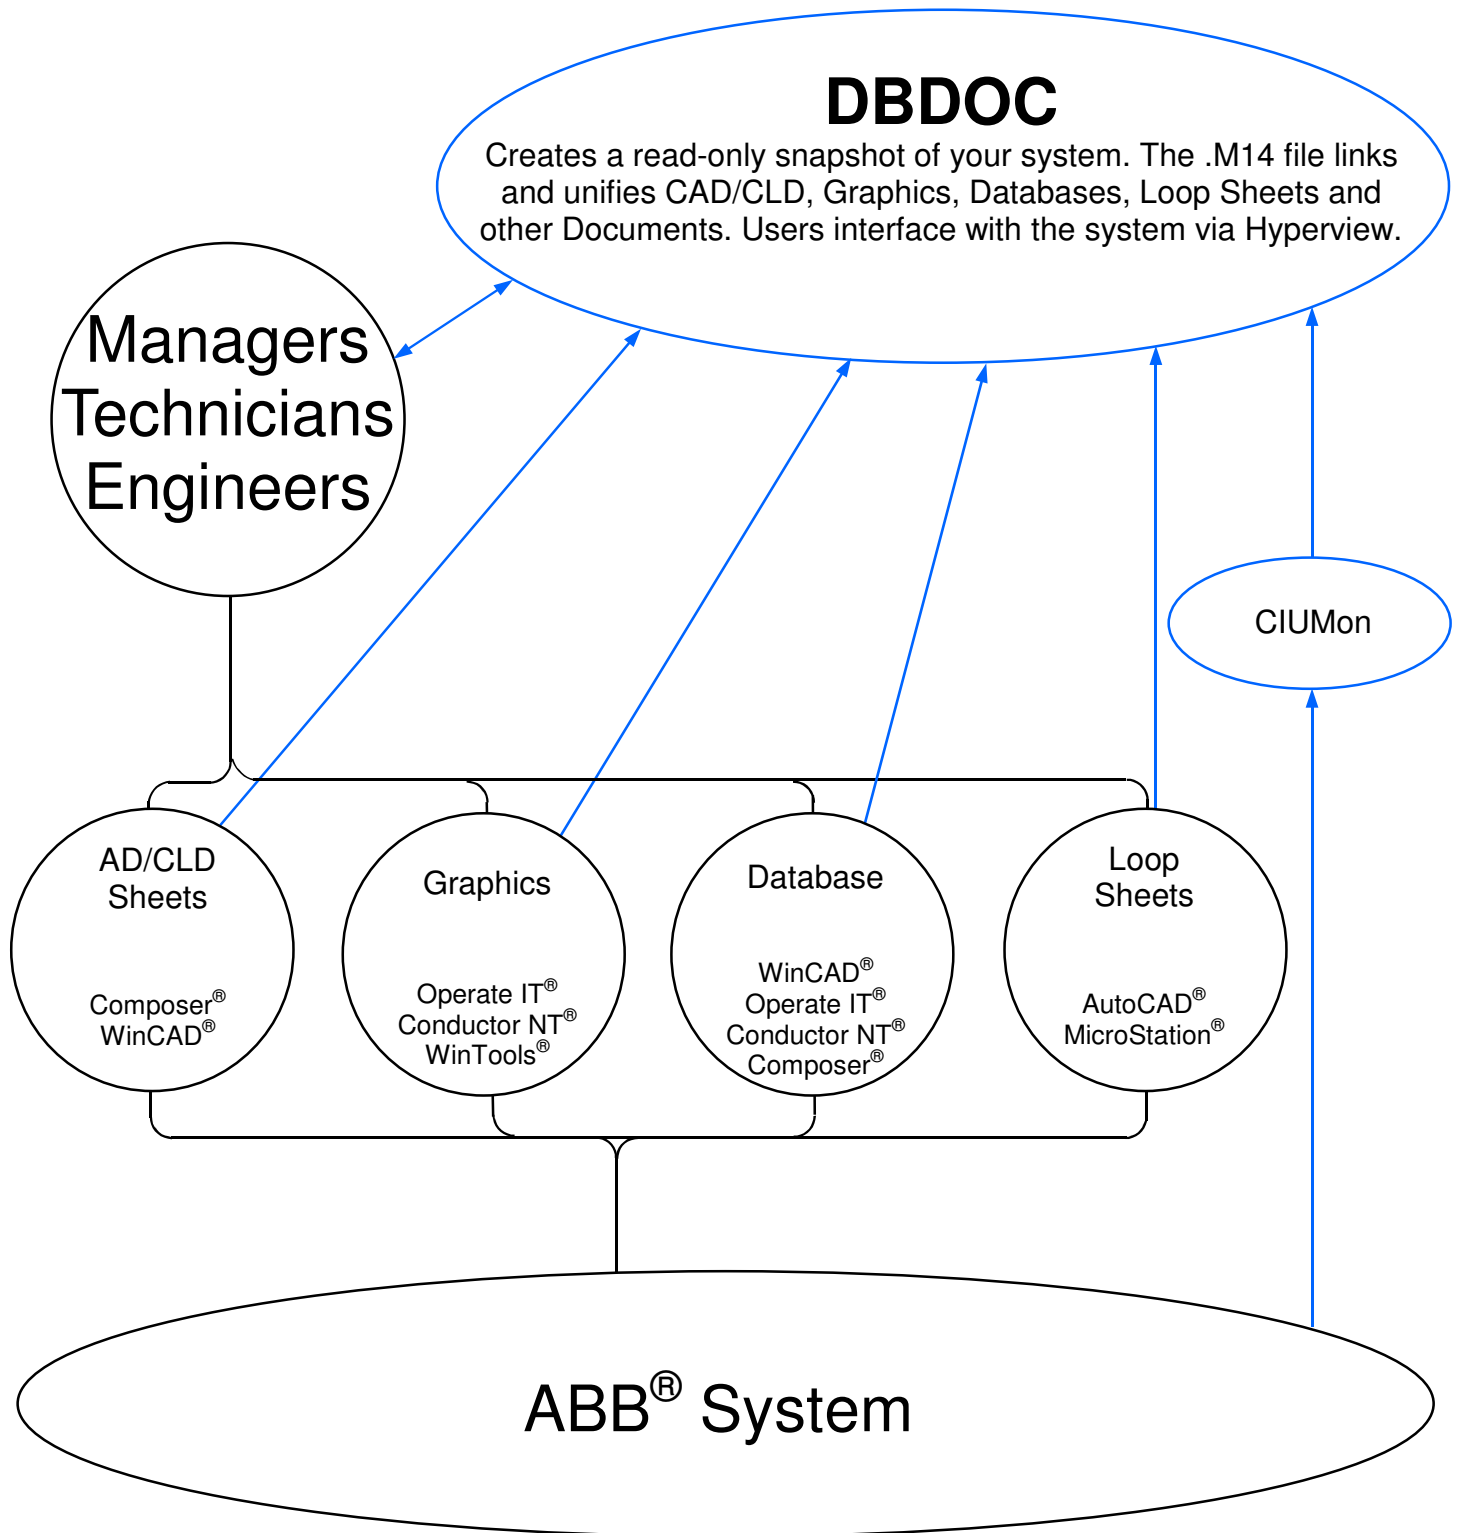 DBDOC
Creates a read-only snapshot of your system. The .M14 file links
and unifies CAD/CLD, Graphics, Databases, Loop Sheets and
other Documents. Users interface with the system via Hyperview.
Managers
Technicians
Engineers
CIUMon
AD/CLD
Sheets
Composer®
WinCAD®
Graphics
Operate IT®
Conductor NT®
WinTools®
Database
WinCAD®
Operate IT®
Conductor NT®
Composer®
Loop
Sheets
AutoCAD®
MicroStation®
ABB® System